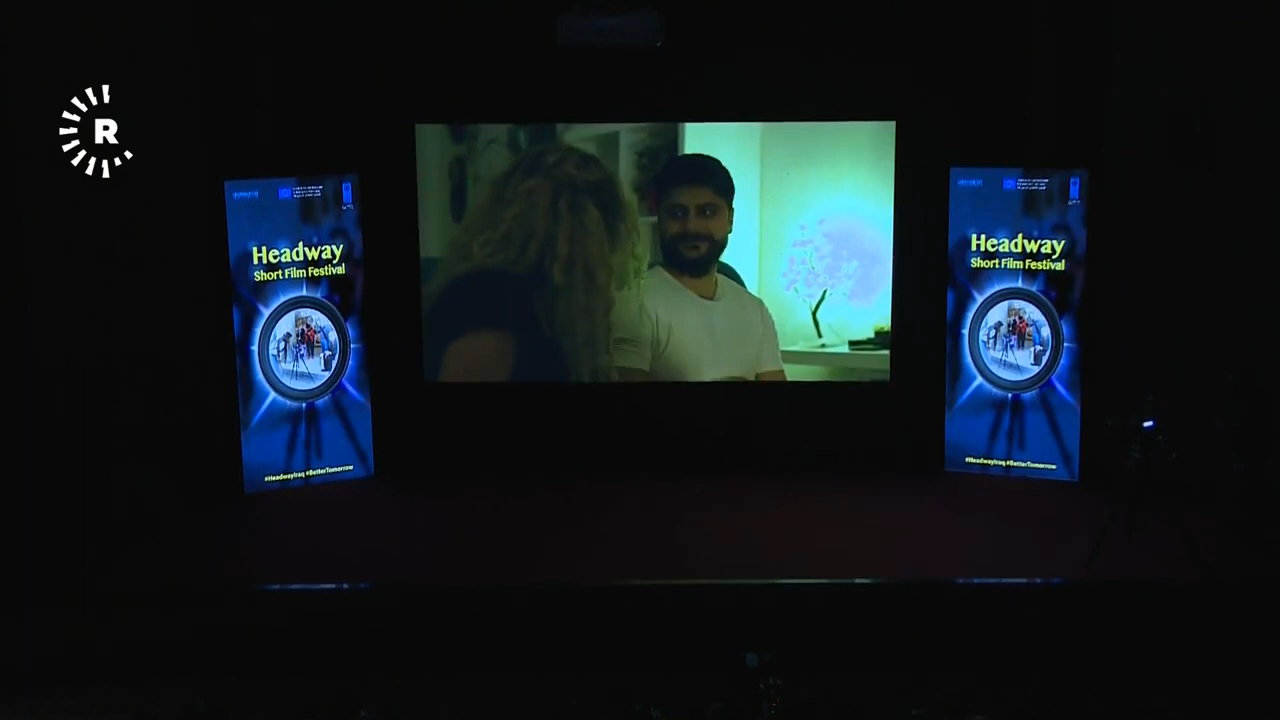 R
Headway
Short Film Festival
#HeadwayIraq #BetterTomorrow
Headway
Short Film Festival
#HeadwayIraq #BetterTomorrow